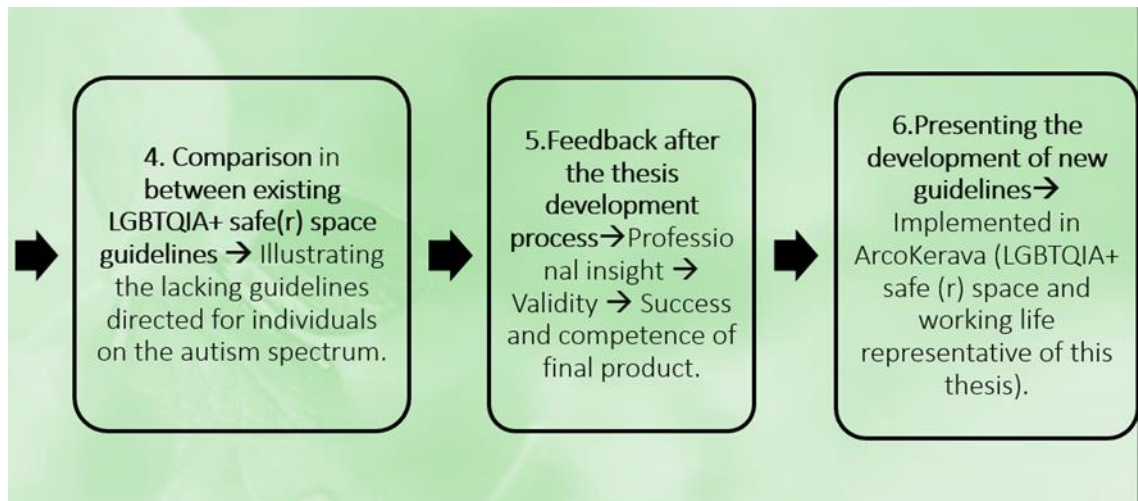 4. Comparison in
between existing
LGBTQIA+ safe(r) space
guidelines → Illustrating
the lacking guidelines
directed for individuals
on the autism spectrum.
5.Feedback after
the thesis
development
process→Professio
nal insight →
Validity → Success
and competence of
final product.
6.Presenting the
development of new
guidelines→
Implemented in
ArcoKerava (LGBTQIA+
safe (r) space and
working life
representative of this
thesis).